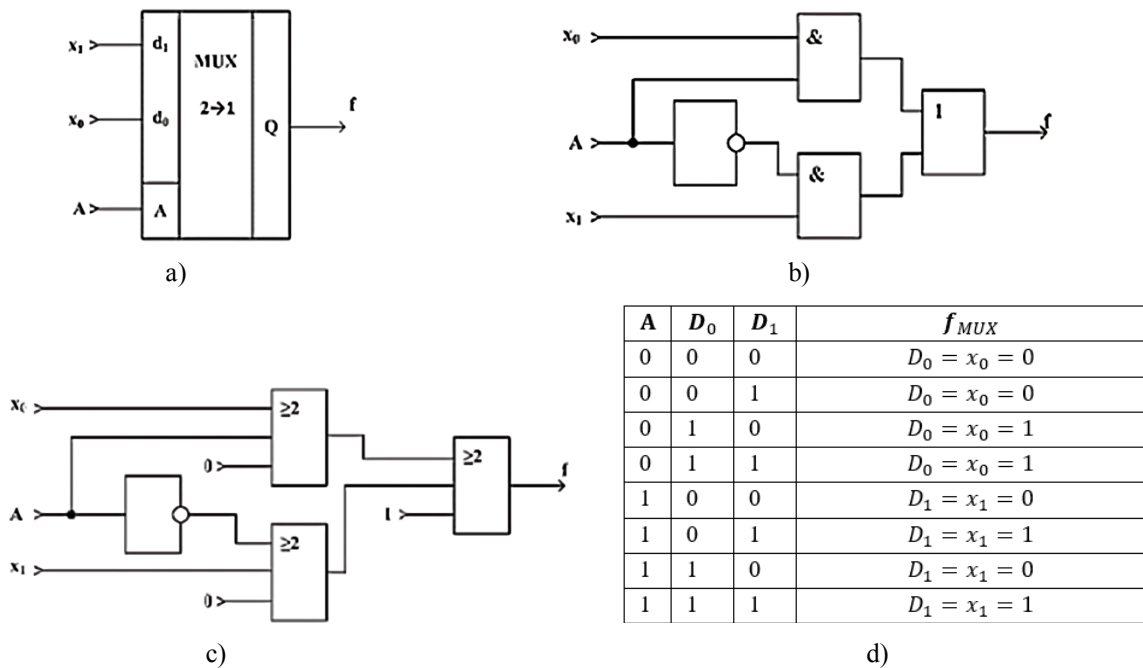 x₁ d₁ MUX
2→1
x₀ d₀ Q f
A A
a)
x₀ &
A 1 f
x₁ &
b)
x₀ ≥2
0 ≥2 f
A 1
≥2
x₁
0
c)
A D₀ D₁ f_MUX
0 0 0 D₀ = x₀ = 0
0 0 1 D₀ = x₀ = 0
0 1 0 D₀ = x₀ = 1
0 1 1 D₀ = x₀ = 1
1 0 0 D₁ = x₁ = 0
1 0 1 D₁ = x₁ = 1
1 1 0 D₁ = x₁ = 0
1 1 1 D₁ = x₁ = 1
d)